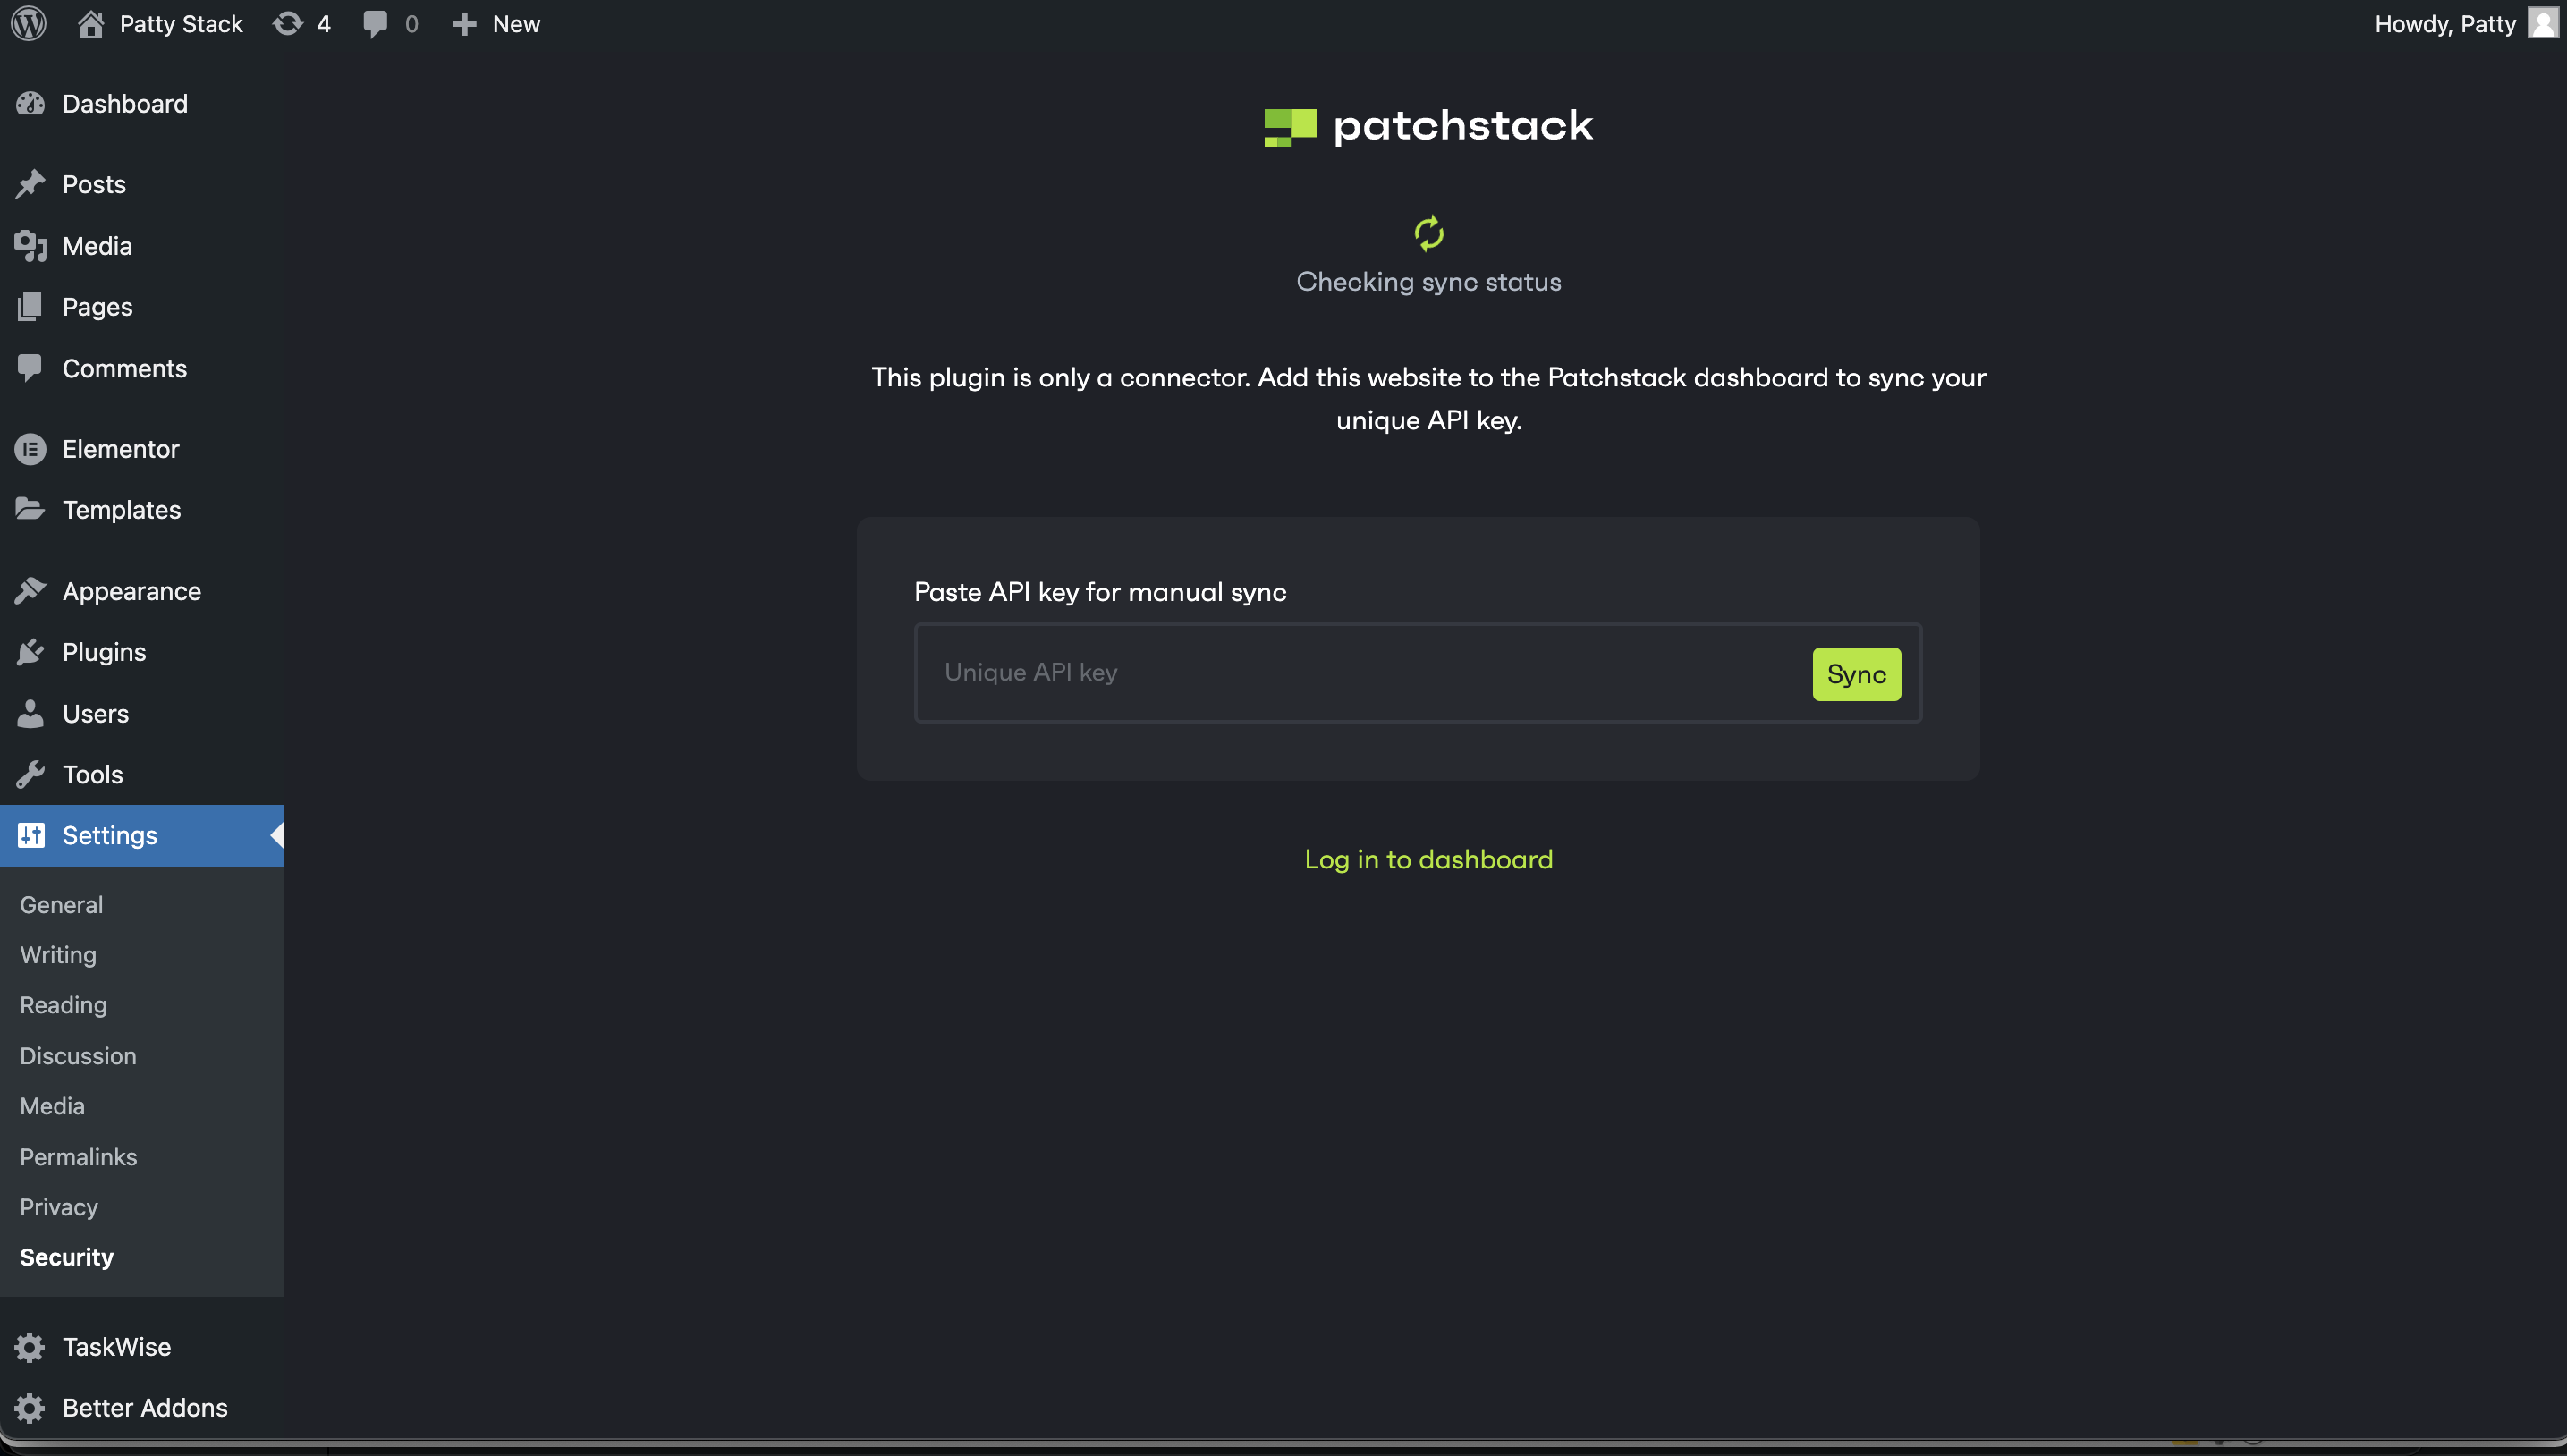 Patty Stack 4 0 New Howdy, Patty
Dashboard
Posts
Media
Pages
Comments
Elementor
Templates
Appearance
Plugins
Users
Tools
Settings
General
Writing
Reading
Discussion
Media
Permalinks
Privacy
Security
TaskWise
Better Addons
patchstack
Checking sync status
This plugin is only a connector. Add this website to the Patchstack dashboard to sync your
unique API key.
Paste API key for manual sync
Unique API key Sync
Log in to dashboard